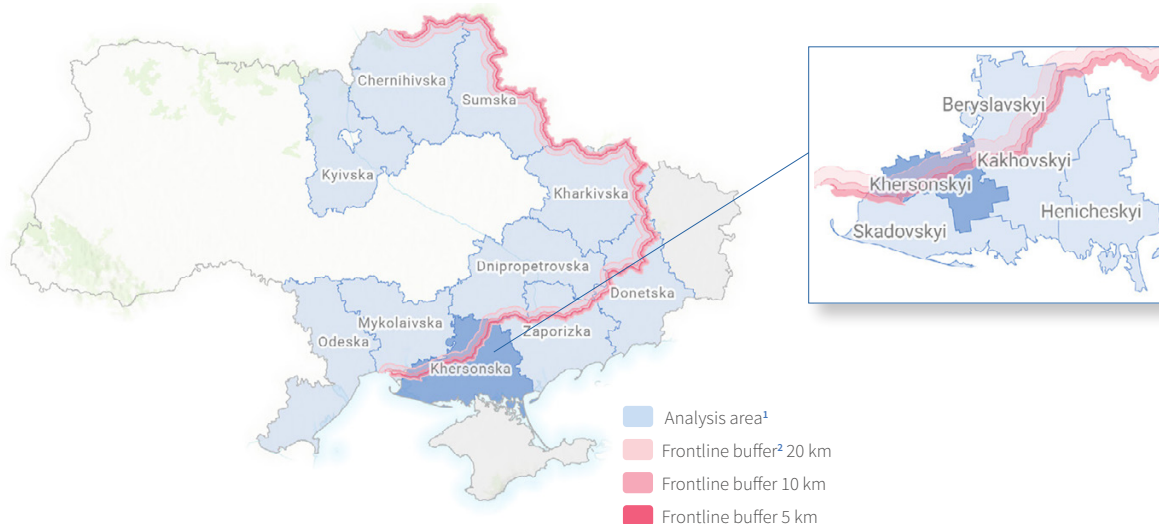 Chernihivska
Sumska
Kyivska
Kharkivska
Dnipropetrovska
Donetska
Mykolaivska
Zaporizka
Odeska
Khersonska
Beryslavskyi
Kakhovskyi
Khersonskyi
Henicheskyi
Skadovskyi
Analysis area¹
Frontline buffer² 20 km
Frontline buffer 10 km
Frontline buffer 5 km